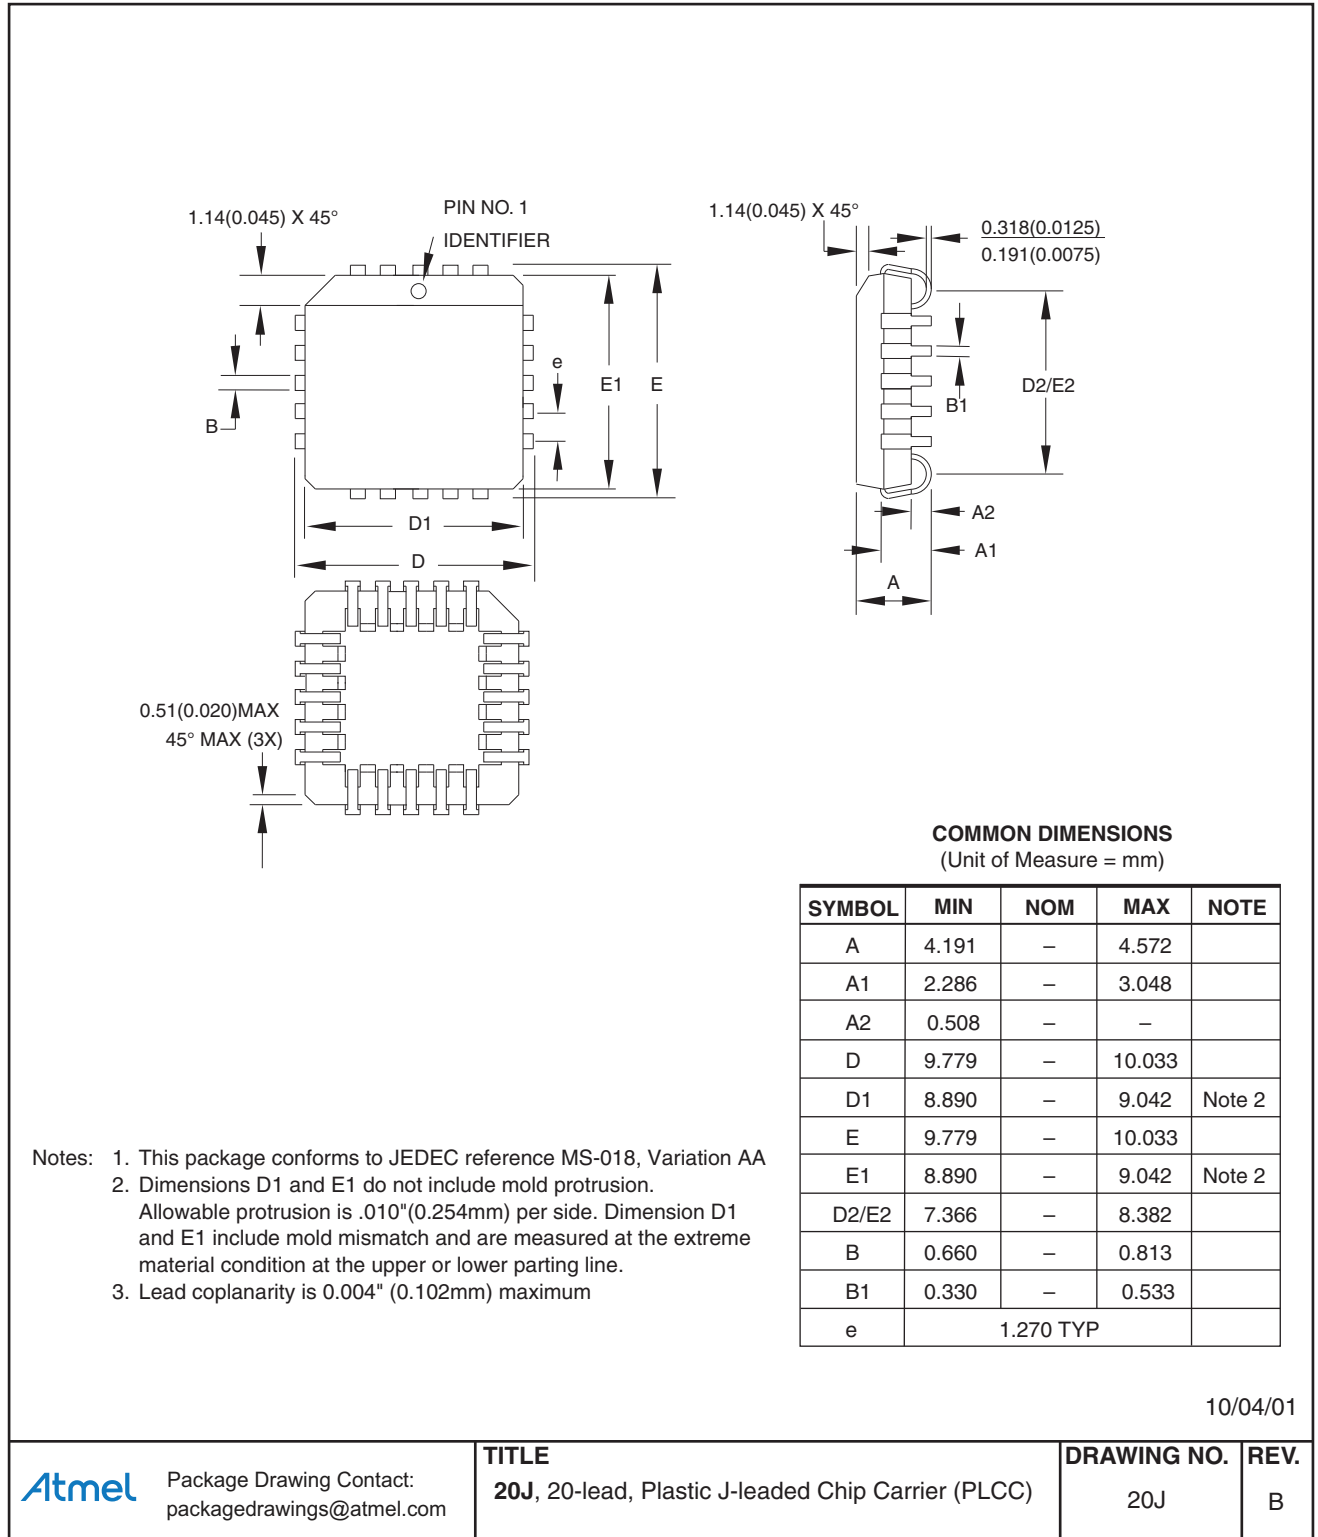 1.14(0.045) X 45°
PIN NO. 1
IDENTIFIER
1.14(0.045) X 45°
0.318(0.0125)
0.191(0.0075)
e
E1
E
B
B1
D2/E2
D1
D
A2
A1
A
0.51(0.020)MAX
45° MAX (3X)
COMMON DIMENSIONS
(Unit of Measure = mm)
SYMBOL MIN NOM MAX NOTE
A 4.191 – 4.572
A1 2.286 – 3.048
A2 0.508 – –
D 9.779 – 10.033
D1 8.890 – 9.042 Note 2
E 9.779 – 10.033
E1 8.890 – 9.042 Note 2
D2/E2 7.366 – 8.382
B 0.660 – 0.813
B1 0.330 – 0.533
e 1.270 TYP
Notes: 1. This package conforms to JEDEC reference MS-018, Variation AA
2. Dimensions D1 and E1 do not include mold protrusion.
Allowable protrusion is .010"(0.254mm) per side. Dimension D1
and E1 include mold mismatch and are measured at the extreme
material condition at the upper or lower parting line.
3. Lead coplanarity is 0.004" (0.102mm) maximum
10/04/01
Atmel
Package Drawing Contact:
packagedrawings@atmel.com
TITLE
20J, 20-lead, Plastic J-leaded Chip Carrier (PLCC)
DRAWING NO.
20J
REV.
B